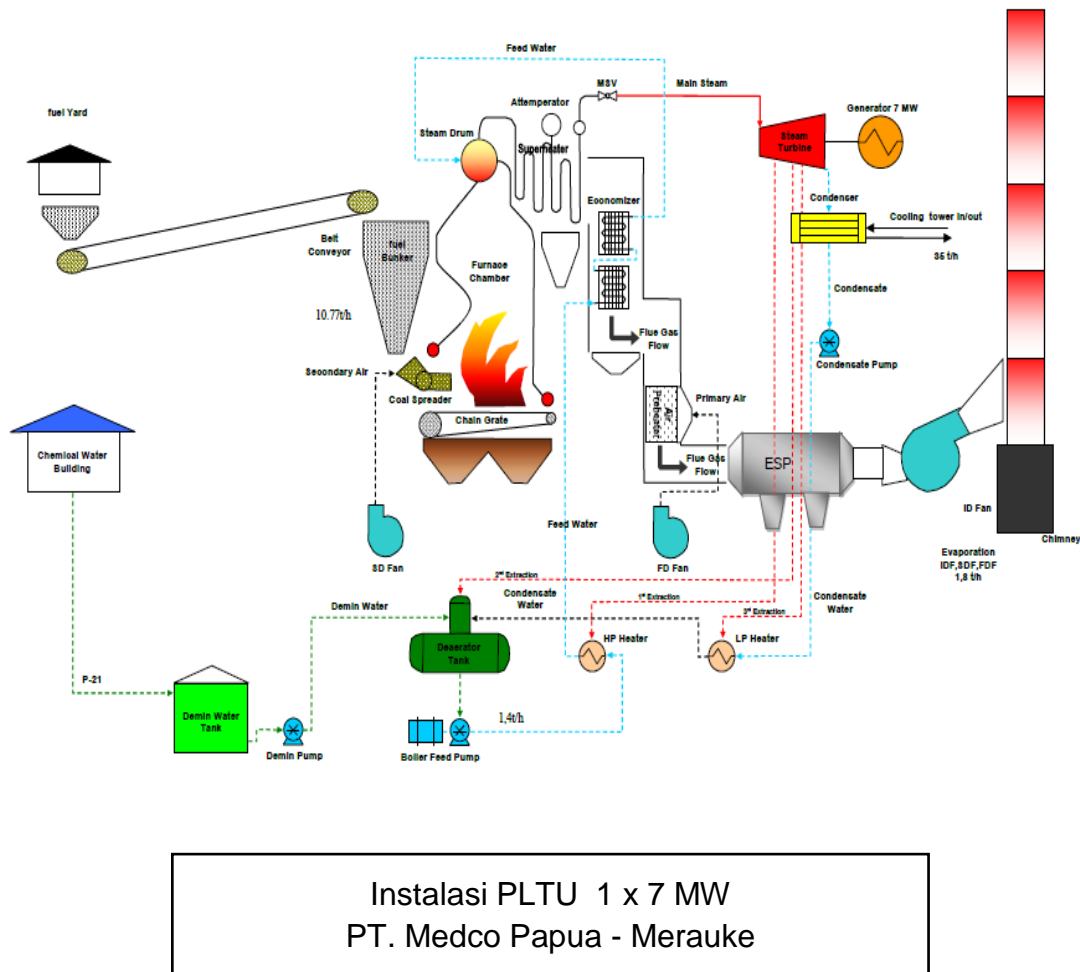 Feed Water
MSV
Main Steam
fuel Yard
Attemperator
Generator 7 MW
Steam Drum
Superheater
Steam
Turbine
Condenser
Economizer
Cooling tower In/out
35 t/h
Belt
Conveyor
fuel
Bunker
Furnace
Chamber
Condensate
10.77t/h
Flue Gas
Flow
Condensate Pump
Secondary Air
Coal Spreader
Primary Air
Air
Preheater
Chain Grate
Chemical Water
Building
Flue Gas
Flow
ESP
ID Fan
Chimney
Feed Water
SD Fan
FD Fan
Evaporation
IDF,SDF,FDF
1,8 t/h
2nd Extraction
Condensate
Water
1st Extraction
3rd Extraction
Condensate
Water
Demin Water
HP Heater
LP Heater
Deaerator
Tank
P-21
Demin Water
Tank
1,4t/h
Demin Pump
Boiler Feed Pump
Instalasi PLTU 1 x 7 MW
PT. Medco Papua - Merauke